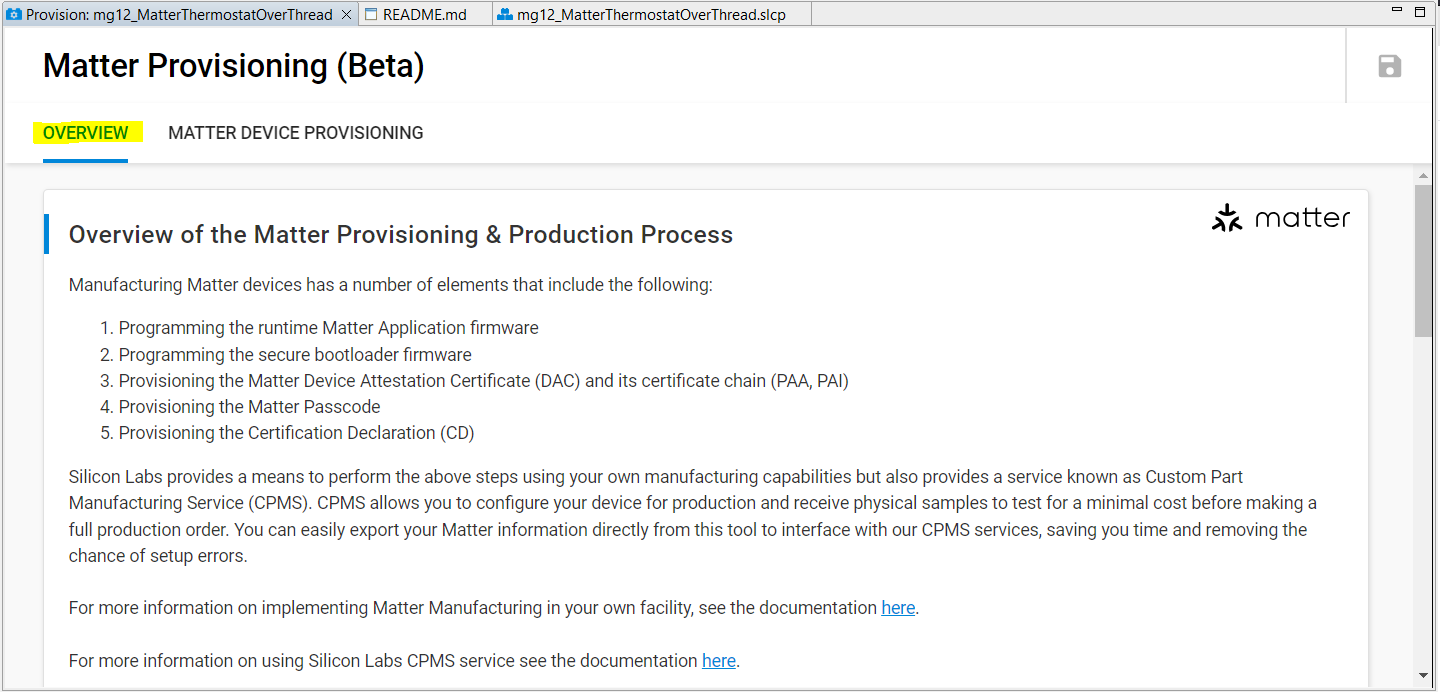 Provision: mg12_MatterThermostatOverThread
README.md
mg12_MatterThermostatOverThread.slcp
Matter Provisioning (Beta)
OVERVIEW
MATTER DEVICE PROVISIONING
matter
Overview of the Matter Provisioning & Production Process
Manufacturing Matter devices has a number of elements that include the following:
1. Programming the runtime Matter Application firmware
2. Programming the secure bootloader firmware
3. Provisioning the Matter Device Attestation Certificate (DAC) and its certificate chain (PAA, PAI)
4. Provisioning the Matter Passcode
5. Provisioning the Certification Declaration (CD)
Silicon Labs provides a means to perform the above steps using your own manufacturing capabilities but also provides a service known as Custom Part
Manufacturing Service (CPMS). CPMS allows you to configure your device for production and receive physical samples to test for a minimal cost before making a
full production order. You can easily export your Matter information directly from this tool to interface with our CPMS services, saving you time and removing the
chance of setup errors.
For more information on implementing Matter Manufacturing in your own facility, see the documentation here.
For more information on using Silicon Labs CPMS service see the documentation here.